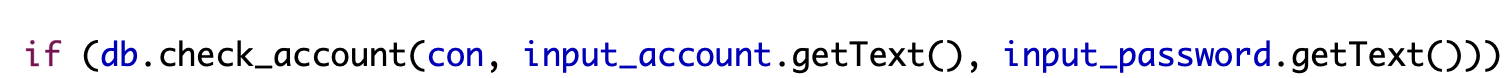 if (db.check_account(con, input_account.getText(), input_password.getText()))